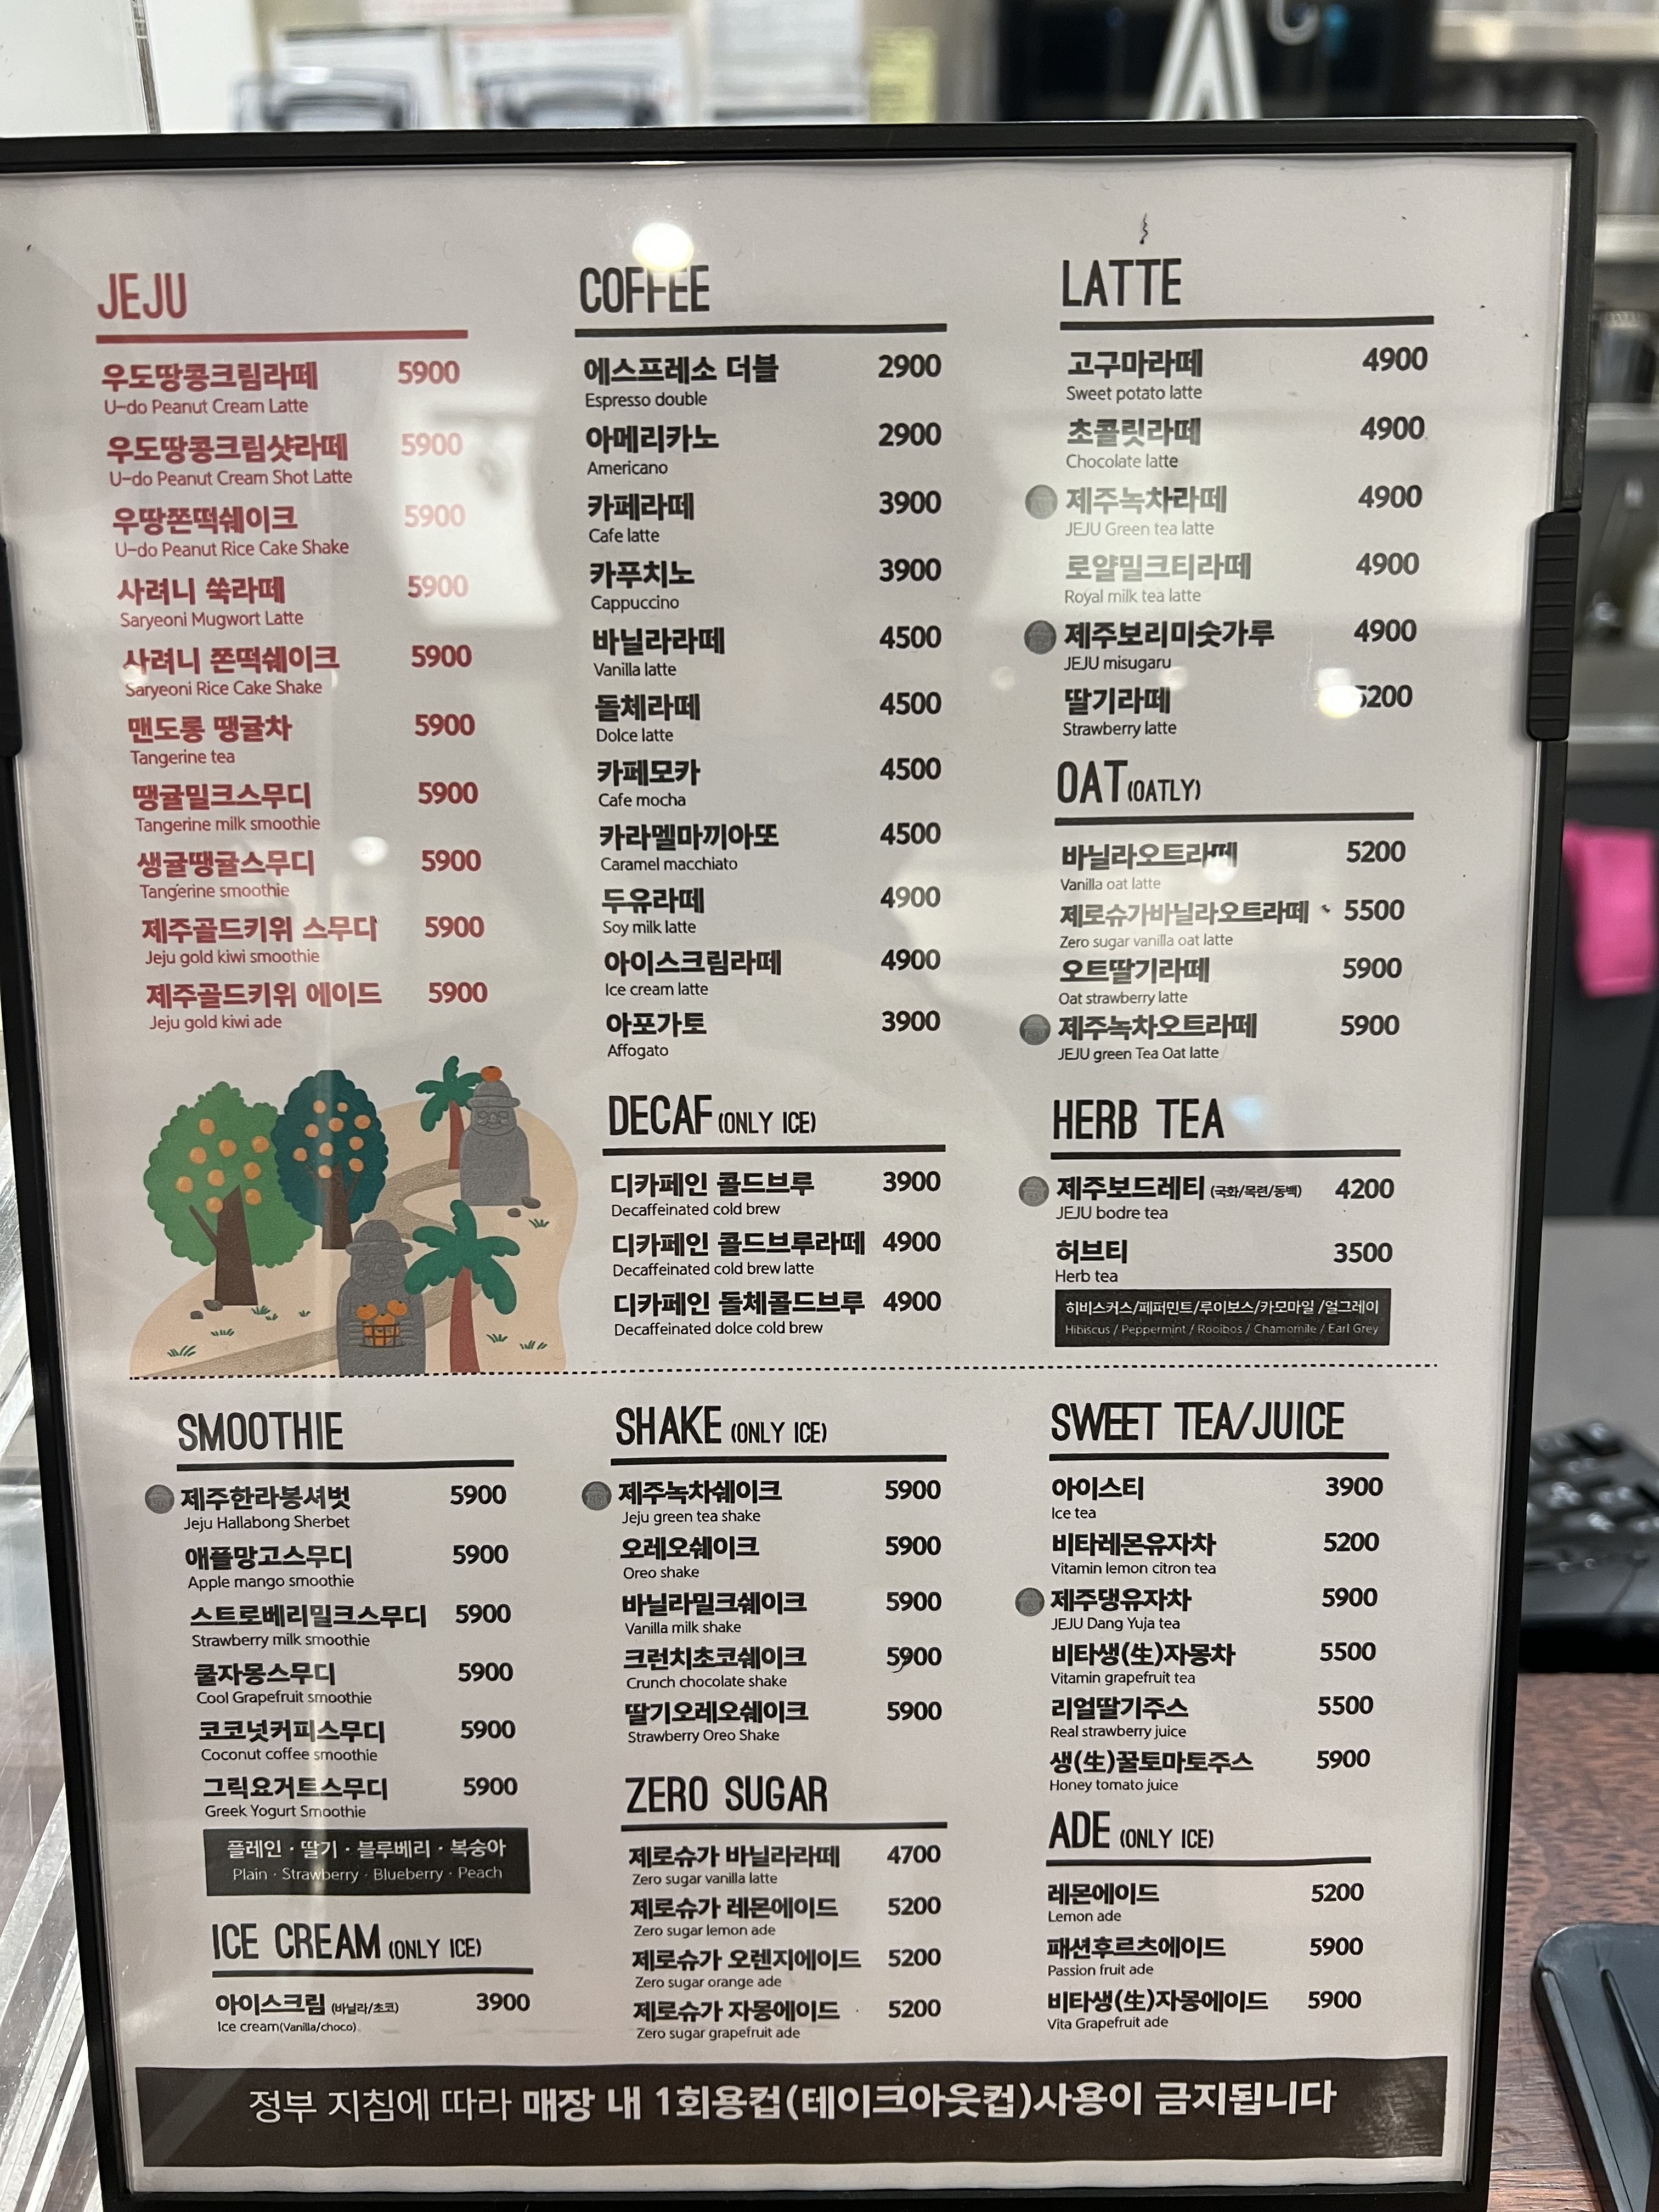 JEJU
우도땅콩크림라떼 5900
U-do Peanut Cream Latte
우도땅콩크림샷라떼 5900
U-do Peanut Cream Shot Latte
우땅쫀떡쉐이크 5900
U-do Peanut Rice Cake Shake
사려니 쑥라떼 5900
Saryeoni Mugwort Latte
사려니 쫀떡쉐이크 5900
Saryeoni Rice Cake Shake
맨도롱 땡귤차 5900
Tangerine tea
땡귤밀크스무디 5900
Tangerine milk smoothie
생귤땡귤스무디 5900
Tangerine smoothie
제주골드키위 스무디 5900
Jeju gold kiwi smoothie
제주골드키위 에이드 5900
Jeju gold kiwi ade
COFFEE
에스프레소 더블 2900
Espresso double
아메리카노 2900
Americano
카페라떼 3900
Cafe latte
카푸치노 3900
Cappuccino
바닐라라떼 4500
Vanilla latte
돌체라떼 4500
Dolce latte
카페모카 4500
Cafe mocha
카라멜마끼아또 4500
Caramel macchiato
두유라떼 4900
Soy milk latte
아이스크림라떼 4900
Ice cream latte
아포가토 3900
Affogato
DECAF (ONLY ICE)
디카페인 콜드브루 3900
Decaffeinated cold brew
디카페인 콜드브루라떼 4900
Decaffeinated cold brew latte
디카페인 돌체콜드브루 4900
Decaffeinated dolce cold brew
LATTE
고구마라떼 4900
Sweet potato latte
초콜릿라떼 4900
Chocolate latte
제주녹차라떼 4900
JEJU Green tea latte
로얄밀크티라떼 4900
Royal milk tea latte
제주보리미숫가루 4900
JEJU misugaru
딸기라떼 5200
Strawberry latte
OAT (OATLY)
바닐라오트라떼 5200
Vanilla oat latte
제로슈가바닐라오트라떼 5500
Zero sugar vanilla oat latte
오트딸기라떼 5900
Oat strawberry latte
제주녹차오트라떼 5900
JEJU green Tea Oat latte
HERB TEA
제주보드레티 (국화/목련/동백) 4200
JEJU bodre tea
허브티 3500
Herb tea
히비스커스/페퍼민트/루이보스/카모마일 /얼그레이
Hibiscus / Peppermint / Rooibos / Chamomile / Earl Grey
SMOOTHIE
제주한라봉셔벗 5900
Jeju Hallabong Sherbet
애플망고스무디 5900
Apple mango smoothie
스트로베리밀크스무디 5900
Strawberry milk smoothie
쿨자몽스무디 5900
Cool Grapefruit smoothie
코코넛커피스무디 5900
Coconut coffee smoothie
그릭요거트스무디 5900
Greek Yogurt Smoothie
플레인 · 딸기 · 블루베리 · 복숭아
Plain · Strawberry · Blueberry · Peach
ICE CREAM (ONLY ICE)
아이스크림 (바닐라/초코) 3900
Ice cream(Vanilla/choco)
SHAKE (ONLY ICE)
제주녹차쉐이크 5900
Jeju green tea shake
오레오쉐이크 5900
Oreo shake
바닐라밀크쉐이크 5900
Vanilla milk shake
크런치초코쉐이크 5900
Crunch chocolate shake
딸기오레오쉐이크 5900
Strawberry Oreo Shake
ZERO SUGAR
제로슈가 바닐라라떼 4700
Zero sugar vanilla latte
제로슈가 레몬에이드 5200
Zero sugar lemon ade
제로슈가 오렌지에이드 5200
Zero sugar orange ade
제로슈가 자몽에이드 5200
Zero sugar grapefruit ade
SWEET TEA/JUICE
아이스티 3900
Ice tea
비타레몬유자차 5200
Vitamin lemon citron tea
제주댕유자차 5900
JEJU Dang Yuja tea
비타생(生)자몽차 5500
Vitamin grapefruit tea
리얼딸기주스 5500
Real strawberry juice
생(生)꿀토마토주스 5900
Honey tomato juice
ADE (ONLY ICE)
레몬에이드 5200
Lemon ade
패션후르츠에이드 5900
Passion fruit ade
비타생(生)자몽에이드 5900
Vita Grapefruit ade
정부 지침에 따라 매장 내 1회용컵(테이크아웃컵)사용이 금지됩니다